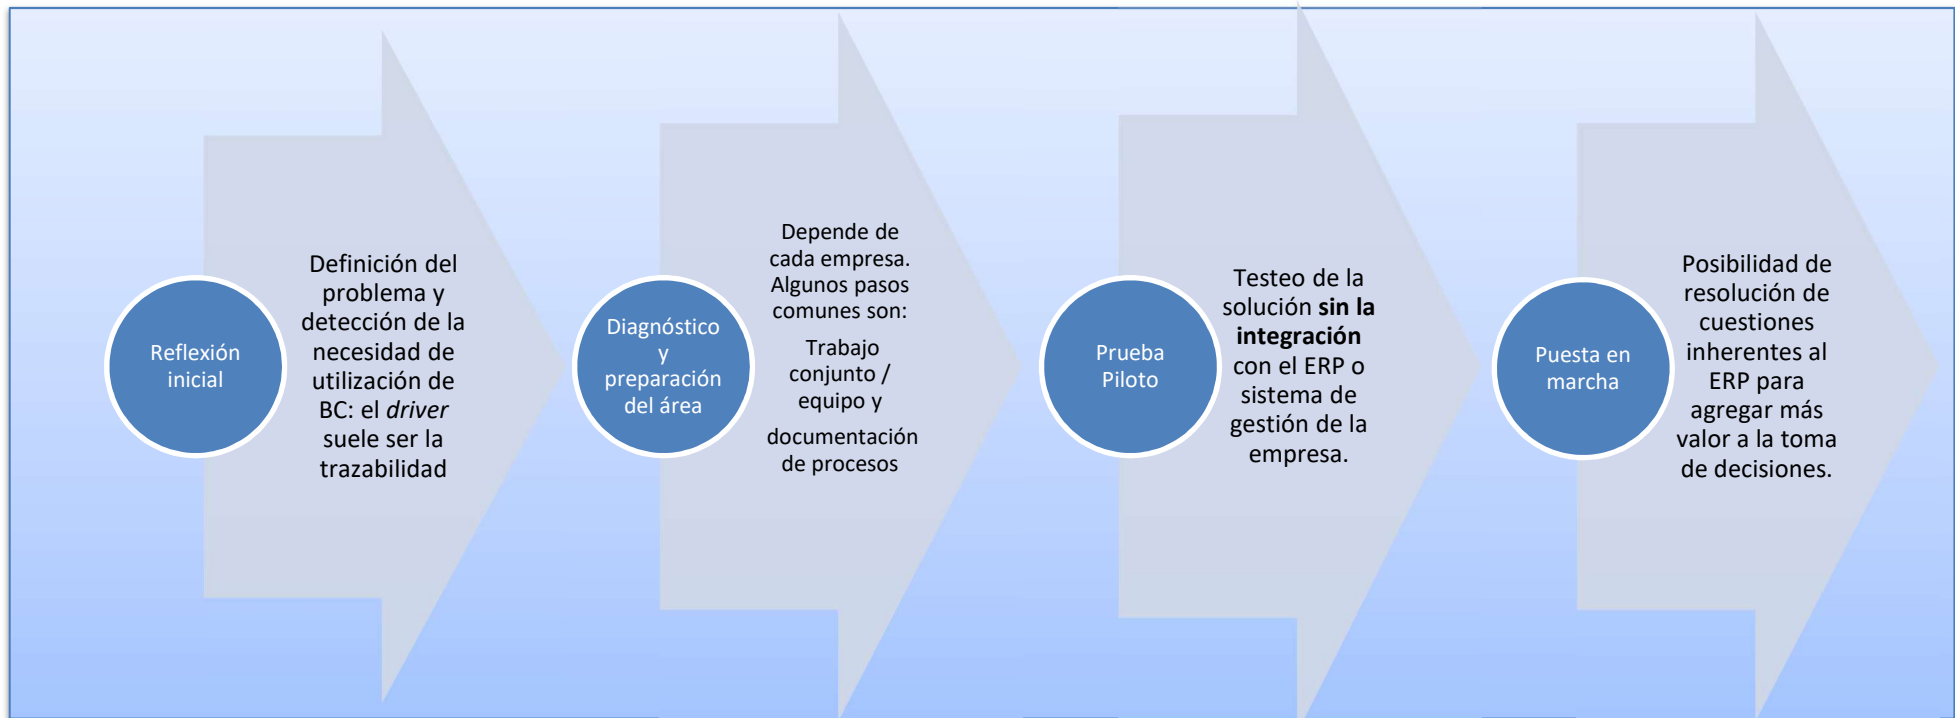 Reflexión
inicial
Definición del
problema y
detección de la
necesidad de
utilización de
BC: el driver
suele ser la
trazabilidad
Diagnóstico
y
preparación
del área
Depende de
cada empresa.
Algunos pasos
comunes son:
Trabajo
conjunto /
equipo y
documentación
de procesos
Prueba
Piloto
Testeo de la
solución sin la
integración
con el ERP o
sistema de
gestión de la
empresa.
Puesta en
marcha
Posibilidad de
resolución de
cuestiones
inherentes al
ERP para
agregar más
valor a la toma
de decisiones.